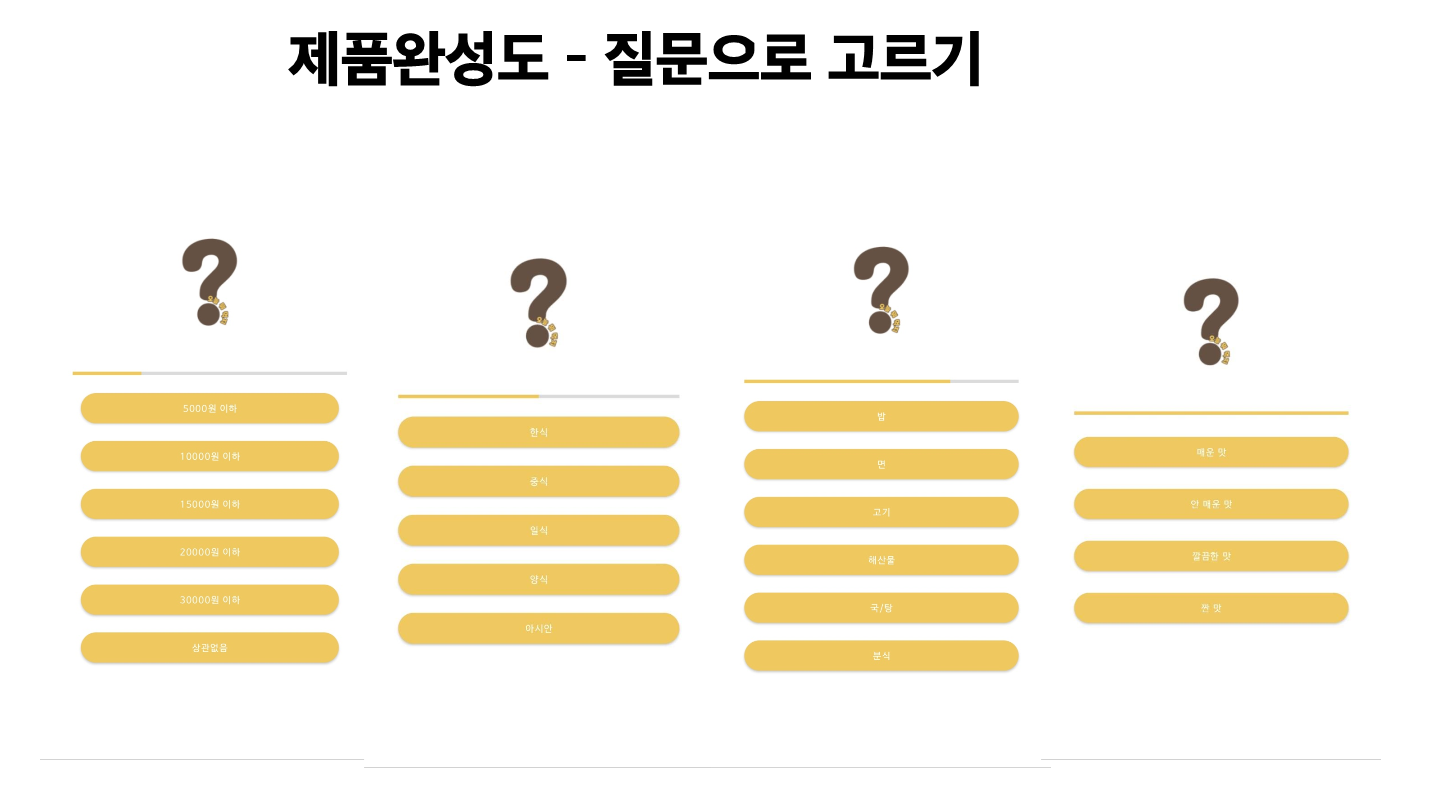 제품완성도 - 질문으로 고르기
5000원 이하
10000원 이하
15000원 이하
20000원 이하
30000원 이하
상관없음
한식
중식
일식
양식
아시안
밥
면
고기
해산물
국/탕
분식
매운 맛
안 매운 맛
깔끔한 맛
짠 맛